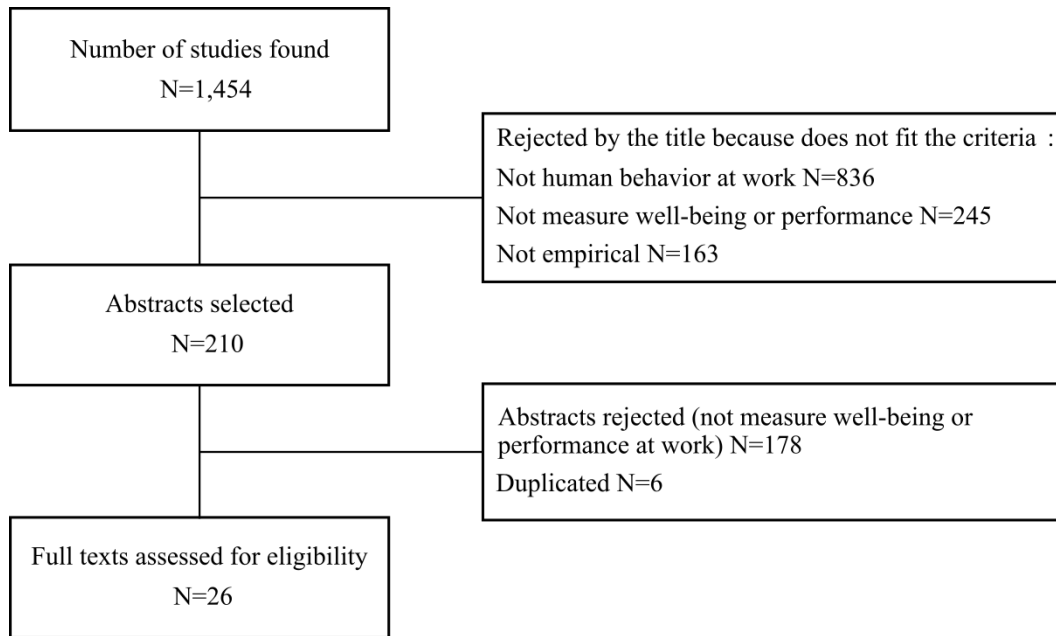 Number of studies found
N=1,454
Rejected by the title because does not fit the criteria :
Not human behavior at work N=836
Not measure well-being or performance N=245
Not empirical N=163
Abstracts selected
N=210
Abstracts rejected (not measure well-being or
performance at work) N=178
Duplicated N=6
Full texts assessed for eligibility
N=26